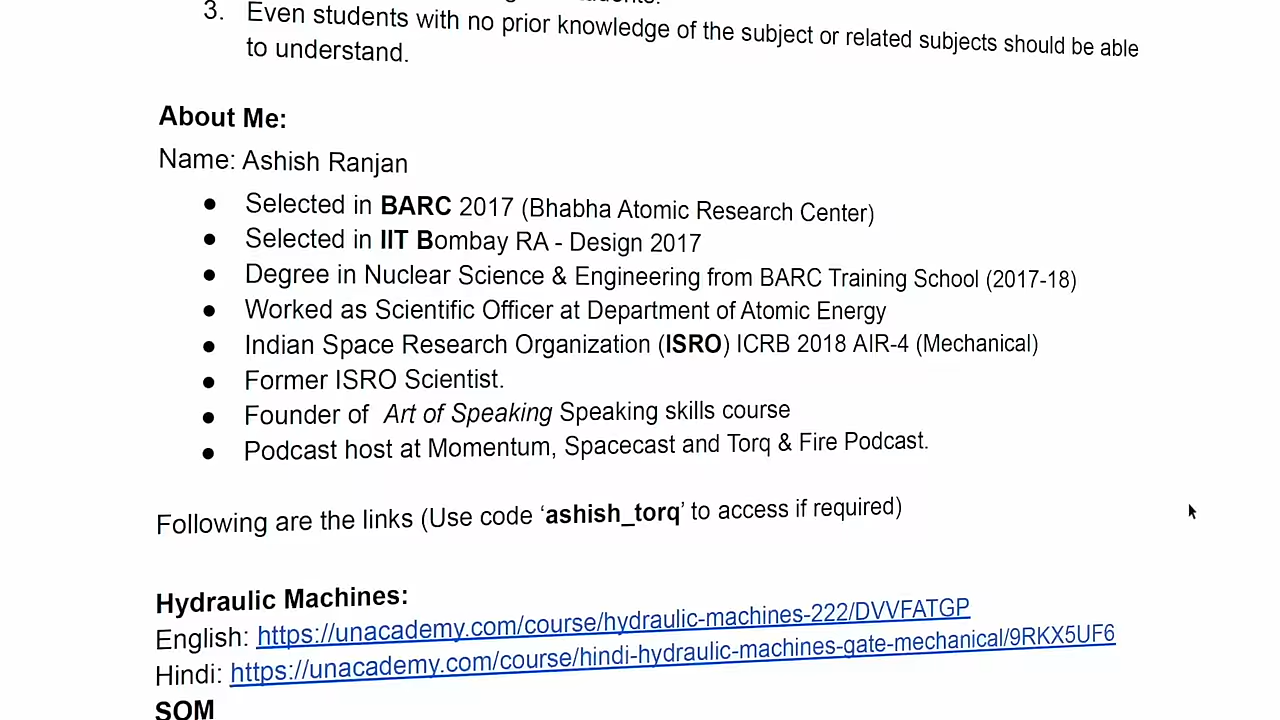 3. Even students with no prior knowledge of the subject or related subjects should be able
to understand.
About Me:
Name: Ashish Ranjan
● Selected in BARC 2017 (Bhabha Atomic Research Center)
● Selected in IIT Bombay RA - Design 2017
● Degree in Nuclear Science & Engineering from BARC Training School (2017-18)
● Worked as Scientific Officer at Department of Atomic Energy
● Indian Space Research Organization (ISRO) ICRB 2018 AIR-4 (Mechanical)
● Former ISRO Scientist.
● Founder of Art of Speaking Speaking skills course
● Podcast host at Momentum, Spacecast and Torq & Fire Podcast.
Following are the links (Use code ‘ashish_torq’ to access if required)
Hydraulic Machines:
English: https://unacademy.com/course/hydraulic-machines-222/DVVFATGP
Hindi: https://unacademy.com/course/hindi-hydraulic-machines-gate-mechanical/9RKX5UF6
SOM